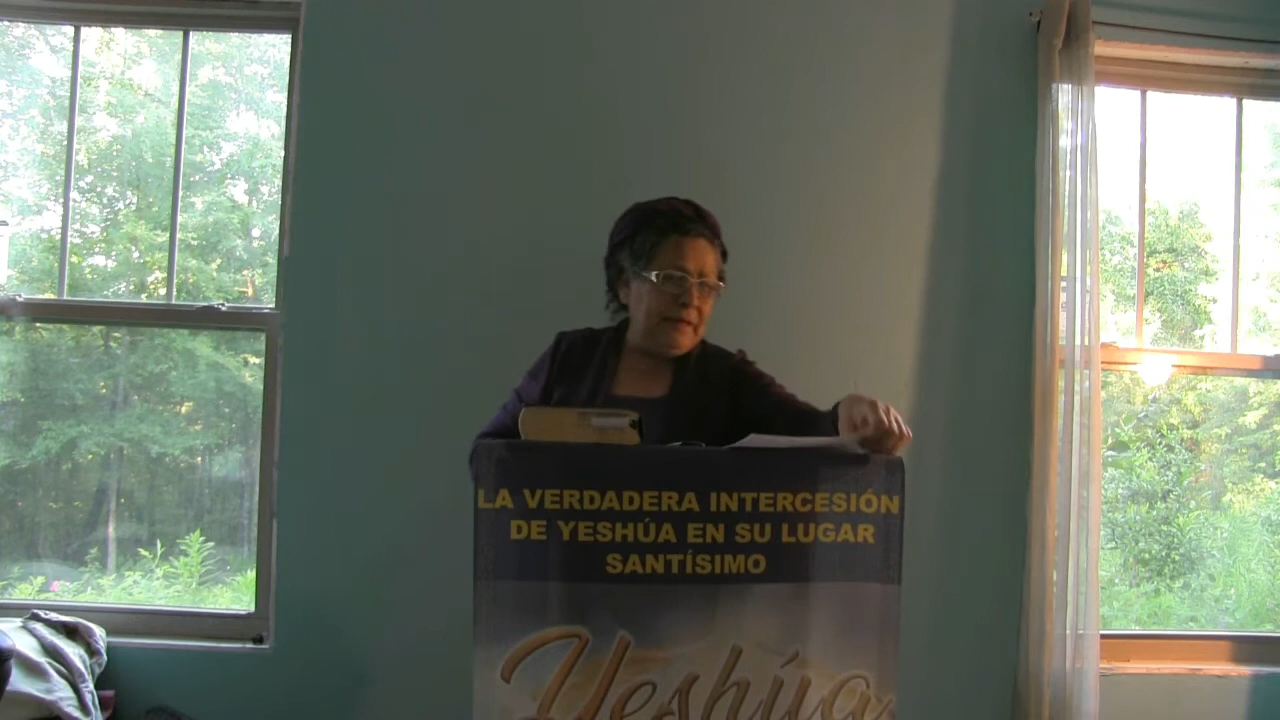 LA VERDADERA INTERCESIÓN
DE YESHÚA EN SU LUGAR
SANTÍSIMO
Yeshúa